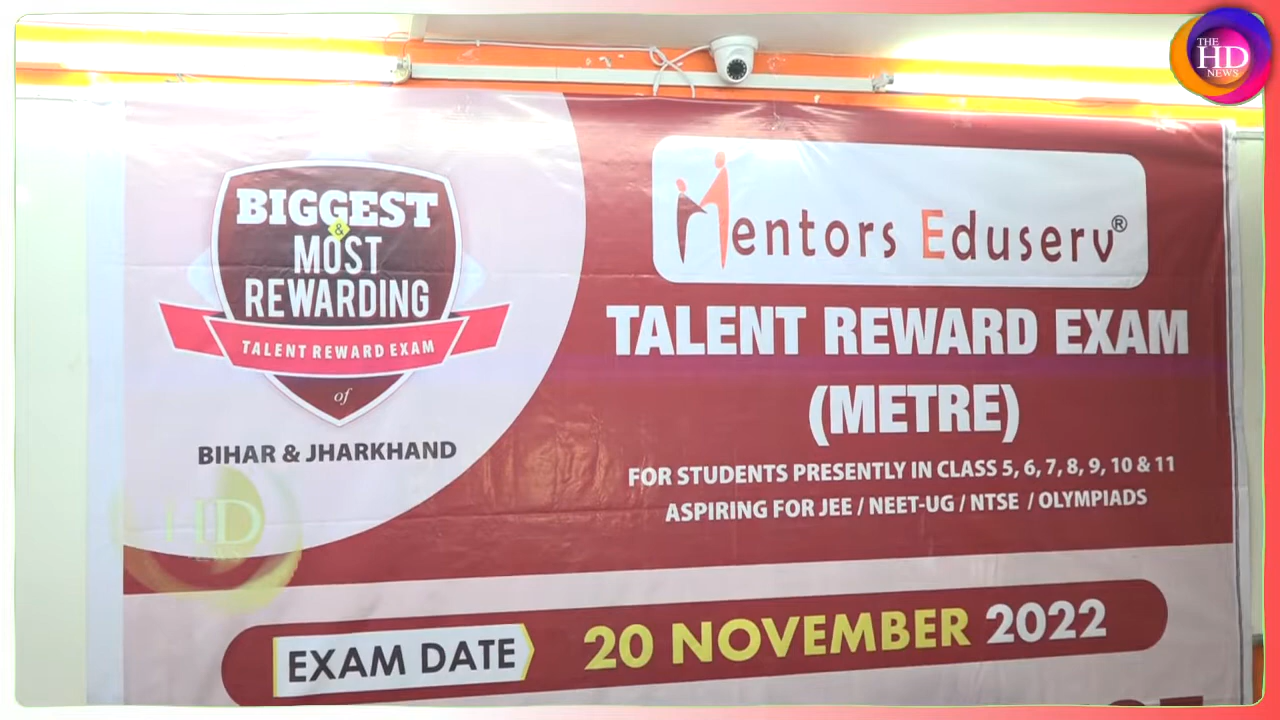 THE
HD
NEWS
BIGGEST
&
MOST
REWARDING
TALENT REWARD EXAM
of
BIHAR & JHARKHAND
Mentors Eduserv®
TALENT REWARD EXAM
(METRE)
FOR STUDENTS PRESENTLY IN CLASS 5, 6, 7, 8, 9, 10 & 11
ASPIRING FOR JEE / NEET-UG / NTSE / OLYMPIADS
HD
NEWS
EXAM DATE
20 NOVEMBER 2022